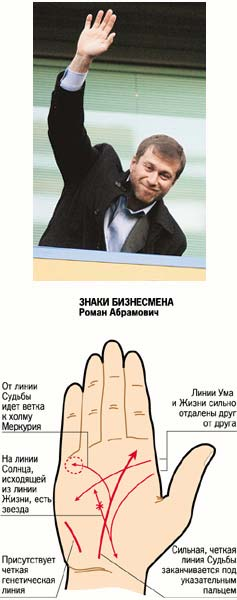 ЗНАКИ БИЗНЕСМЕНА
Роман Абрамович
От линии
Судьбы
идет ветка
к холму
Меркурия
На линии
Солнца,
исходящей
из линии
Жизни, есть
звезда
Присутствует
четкая
генетическая
линия
Линии Ума
и Жизни сильно
отдалены друг
от друга
Сильная, четкая
линия Судьбы
заканчивается под
указательным
пальцем